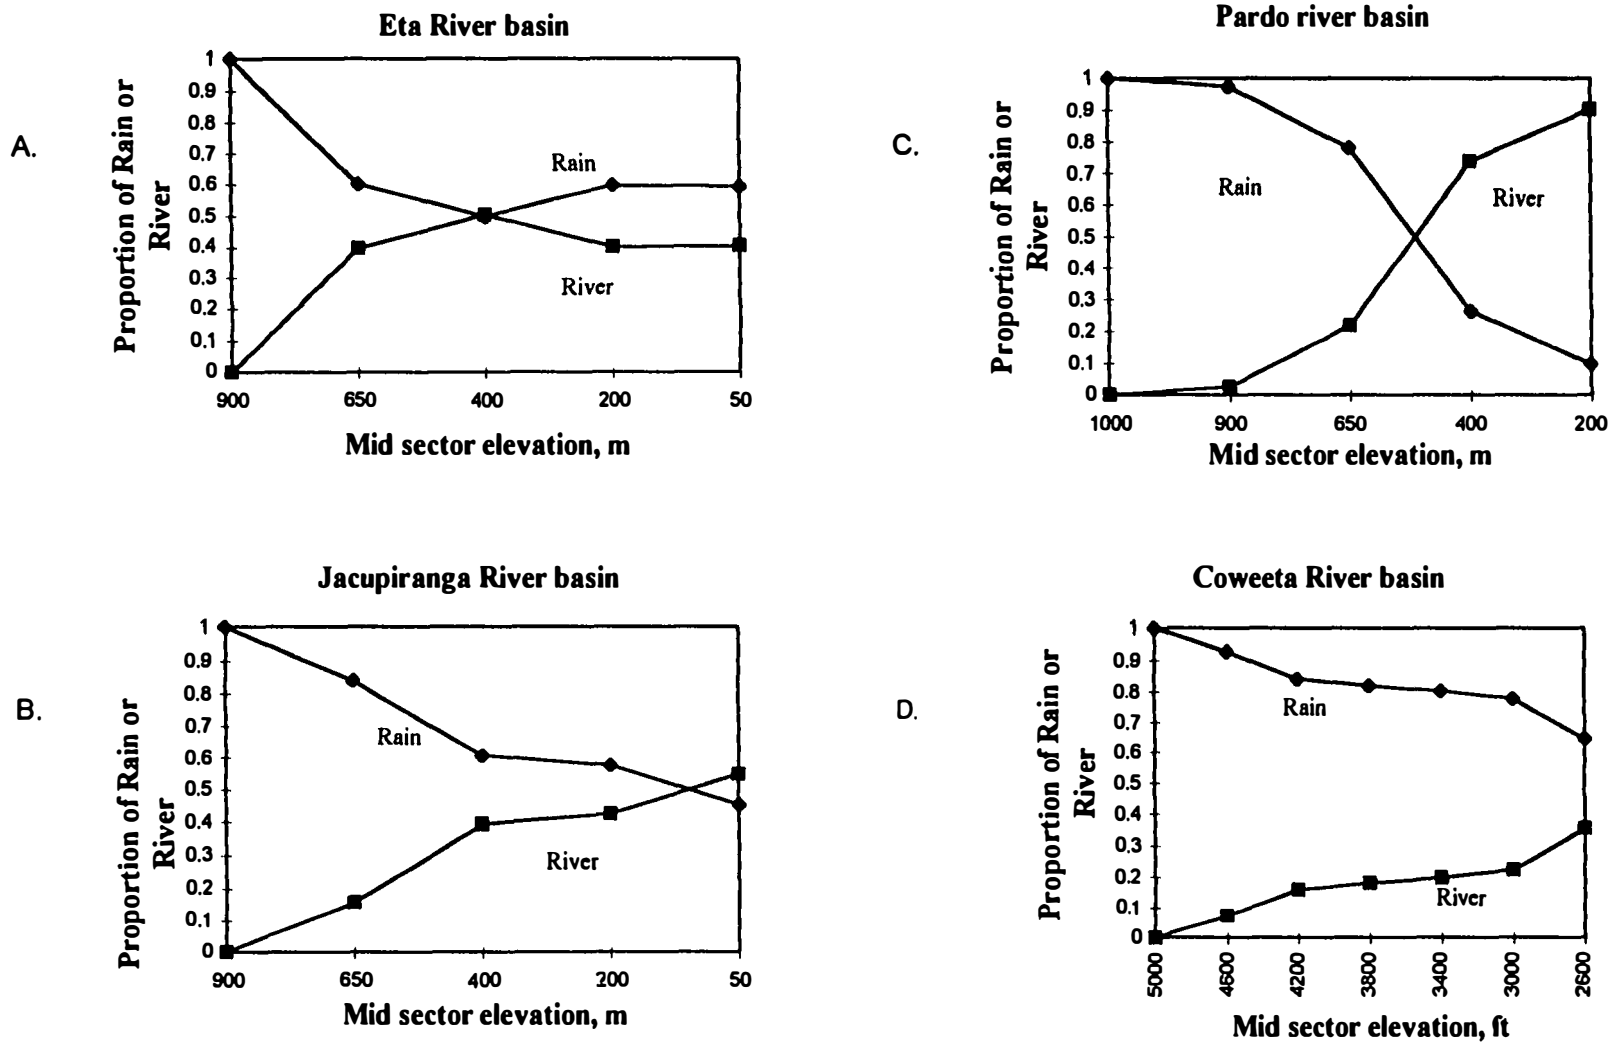 A.
Eta River basin
Proportion of Rain or
River
1
0.9
0.8
0.7
0.6
0.5
0.4
0.3
0.2
0.1
0
Rain
River
900 650 400 200 50
Mid sector elevation, m
B.
Jacupiranga River basin
Proportion of Rain or
River
1
0.9
0.8
0.7
0.6
0.5
0.4
0.3
0.2
0.1
0
Rain
River
900 650 400 200 50
Mid sector elevation, m
C.
Pardo river basin
Proportion of Rain or
River
1
0.9
0.8
0.7
0.6
0.5
0.4
0.3
0.2
0.1
0
Rain
River
1000 900 650 400 200
Mid sector elevation, m
D.
Coweeta River basin
Proportion of Rain or
River
1
0.9
0.8
0.7
0.6
0.5
0.4
0.3
0.2
0.1
0
Rain
River
5000 4600 4200 3800 3400 3000 2600
Mid sector elevation, ft